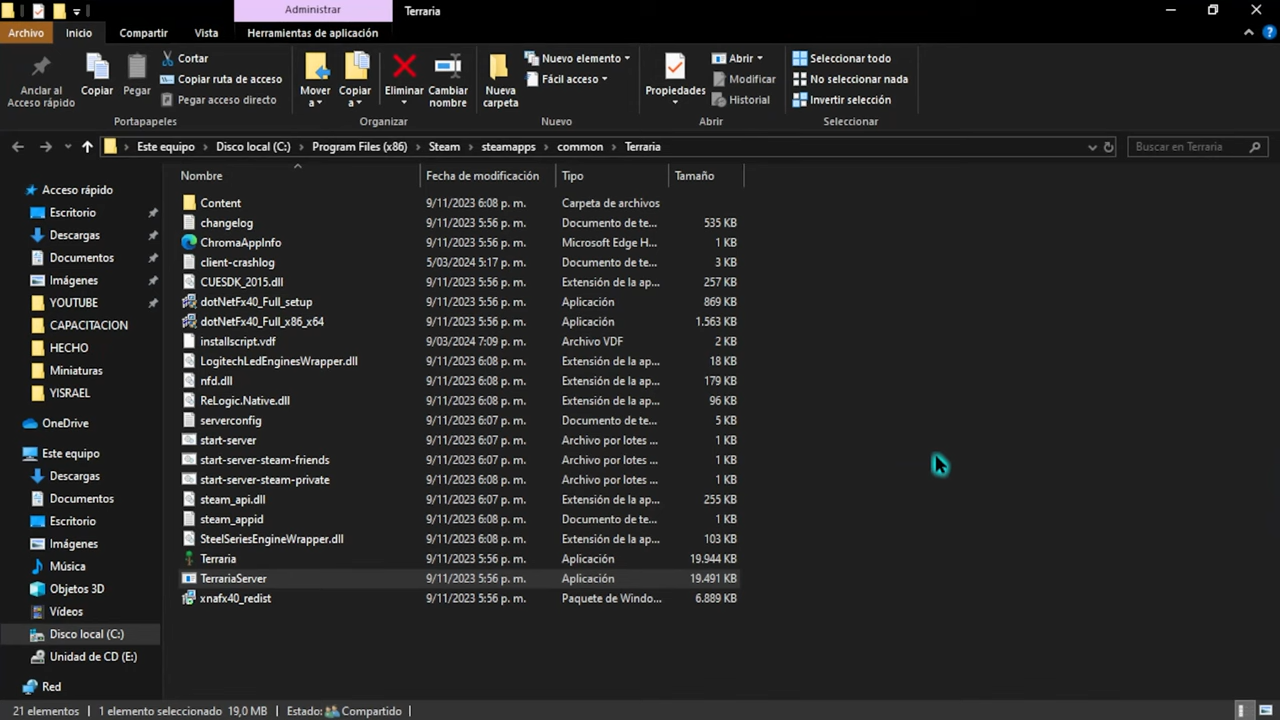 Administrar
Terraria
Archivo
Inicio
Compartir
Vista
Herramientas de aplicación
Anclar al Acceso rápido
Copiar
Pegar
Cortar
Copiar ruta de acceso
Pegar acceso directo
Portapapeles
Mover a
Copiar a
Eliminar
Cambiar nombre
Organizar
Nueva carpeta
Nuevo elemento
Fácil acceso
Nuevo
Propiedades
Abrir
Modificar
Historial
Abrir
Seleccionar todo
No seleccionar nada
Invertir selección
Seleccionar
Este equipo > Disco local (C:) > Program Files (x86) > Steam > steamapps > common > Terraria
Buscar en Terraria
Acceso rápido
Escritorio
Descargas
Documentos
Imágenes
YOUTUBE
CAPACITACION
HECHO
Miniaturas
YISRAEL
OneDrive
Este equipo
Descargas
Documentos
Escritorio
Imágenes
Música
Objetos 3D
Vídeos
Disco local (C:)
Unidad de CD (E:)
Red
Nombre Fecha de modificación Tipo Tamaño
Content 9/11/2023 6:08 p. m. Carpeta de archivos
changelog 9/11/2023 5:56 p. m. Documento de te... 535 KB
ChromaAppInfo 9/11/2023 5:56 p. m. Microsoft Edge H... 1 KB
client-crashlog 5/03/2024 5:17 p. m. Documento de te... 3 KB
CUESDK_2015.dll 9/11/2023 5:56 p. m. Extensión de la ap... 257 KB
dotNetFx40_Full_setup 9/11/2023 5:56 p. m. Aplicación 869 KB
dotNetFx40_Full_x86_x64 9/11/2023 5:56 p. m. Aplicación 1.563 KB
installscript.vdf 9/03/2024 7:09 p. m. Archivo VDF 2 KB
LogitechLedEnginesWrapper.dll 9/11/2023 6:08 p. m. Extensión de la ap... 18 KB
nfd.dll 9/11/2023 6:08 p. m. Extensión de la ap... 179 KB
ReLogic.Native.dll 9/11/2023 6:08 p. m. Extensión de la ap... 96 KB
serverconfig 9/11/2023 6:07 p. m. Documento de te... 5 KB
start-server 9/11/2023 6:07 p. m. Archivo por lotes ... 1 KB
start-server-steam-friends 9/11/2023 6:07 p. m. Archivo por lotes ... 1 KB
start-server-steam-private 9/11/2023 6:07 p. m. Archivo por lotes ... 1 KB
steam_api.dll 9/11/2023 6:08 p. m. Extensión de la ap... 255 KB
steam_appid 9/11/2023 6:08 p. m. Documento de te... 1 KB
SteelSeriesEngineWrapper.dll 9/11/2023 6:08 p. m. Extensión de la ap... 103 KB
Terraria 9/11/2023 5:56 p. m. Aplicación 19.944 KB
TerrariaServer 9/11/2023 5:56 p. m. Aplicación 19.491 KB
xnafx40_redist 9/11/2023 5:56 p. m. Paquete de Windo... 6.889 KB
21 elementos | 1 elemento seleccionado 19,0 MB | Estado: Compartido |